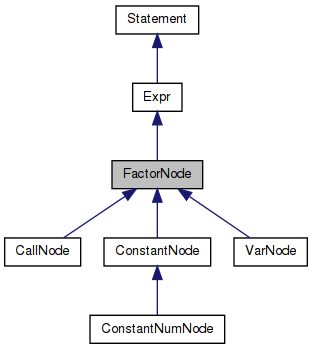 Statement
Expr
FactorNode
CallNode
ConstantNode
VarNode
ConstantNumNode